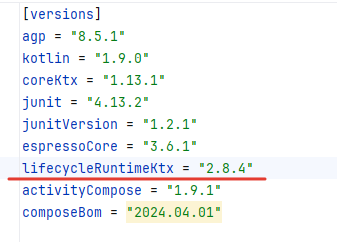 [versions]
agp = "8.5.1"
kotlin = "1.9.0"
coreKtx = "1.13.1"
junit = "4.13.2"
junitVersion = "1.2.1"
espressoCore = "3.6.1"
lifecycleRuntimeKtx = "2.8.4"
activityCompose = "1.9.1"
composeBom = "2024.04.01"